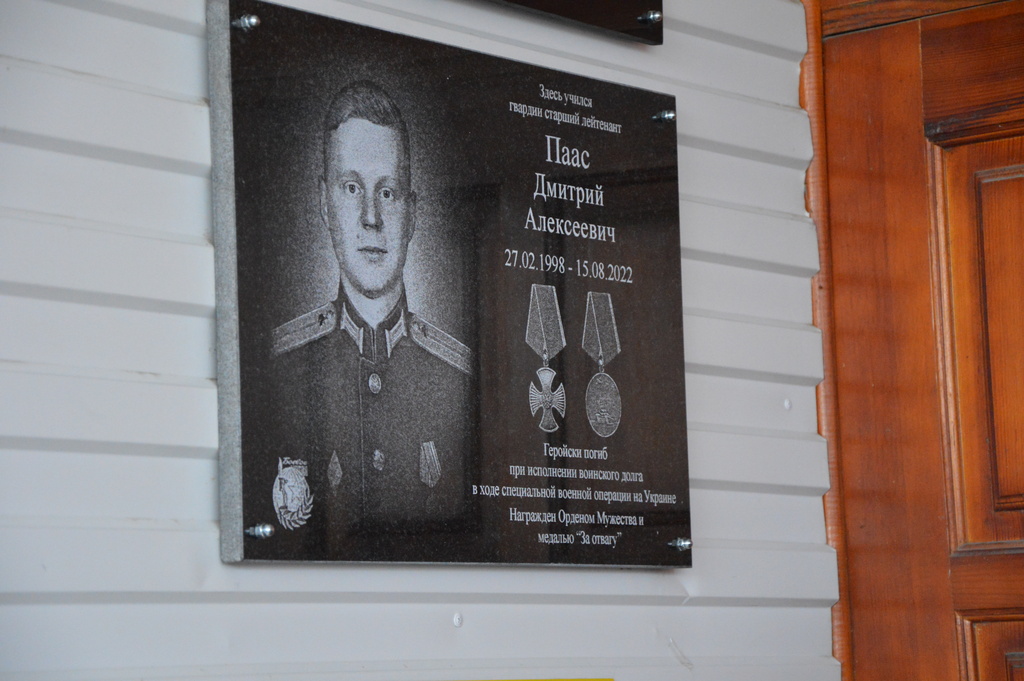 Здесь учился
гвардии старший лейтенант
Паас
Дмитрий
Алексеевич
27.02.1998 - 15.08.2022
Геройски погиб
при исполнении воинского долга
в ходе специальной военной операции на Украине
Награжден Орденом Мужества и
медалью "За отвагу"